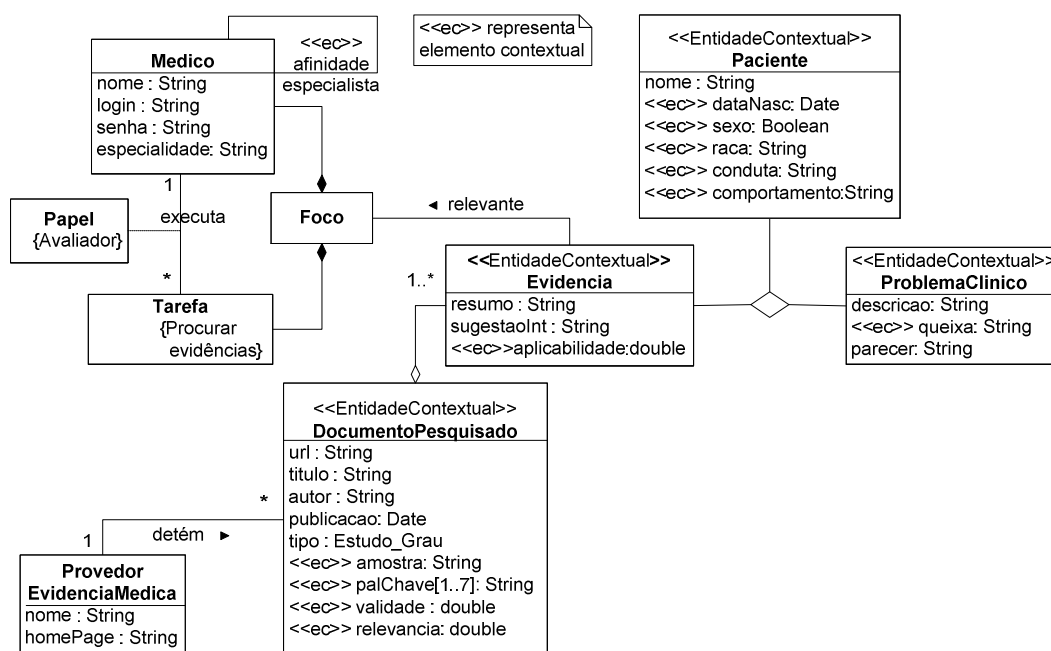 <<ec>>
afinidade
especialista
<<ec>> representa
elemento contextual
Medico
nome : String
login : String
senha : String
especialidade: String
<<EntidadeContextual>>
Paciente
nome : String
<<ec>> dataNasc: Date
<<ec>> sexo: Boolean
<<ec>> raca: String
<<ec>> conduta: String
<<ec>> comportamento:String
1
executa
*
Papel
{Avaliador}
Foco
◄ relevante
Tarefa
{Procurar
evidências}
1..*
<<EntidadeContextual>>
Evidencia
resumo : String
sugestaoInt : String
<<ec>>aplicabilidade:double
<<EntidadeContextual>>
ProblemaClinico
descricao: String
<<ec>> queixa: String
parecer: String
<<EntidadeContextual>>
DocumentoPesquisado
url : String
titulo : String
autor : String
publicacao: Date
tipo : Estudo_Grau
<<ec>> amostra: String
<<ec>> palChave[1..7]: String
<<ec>> validade : double
<<ec>> relevancia: double
*
detém ►
1
Provedor
EvidenciaMedica
nome : String
homePage : String